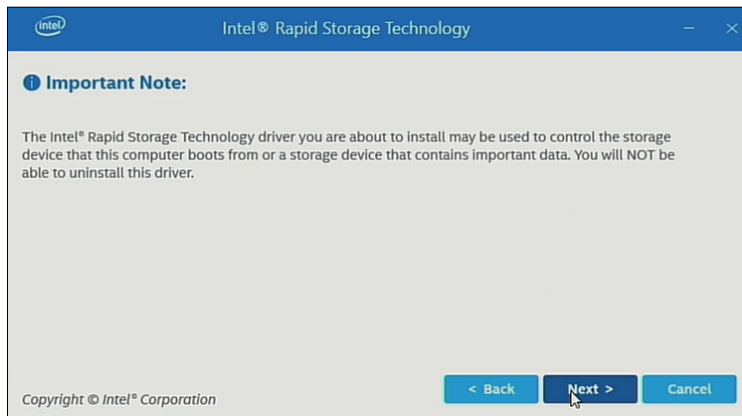 intel
Intel® Rapid Storage Technology
Important Note:
The Intel® Rapid Storage Technology driver you are about to install may be used to control the storage
device that this computer boots from or a storage device that contains important data. You will NOT be
able to uninstall this driver.
< Back
Next >
Cancel
Copyright © Intel® Corporation